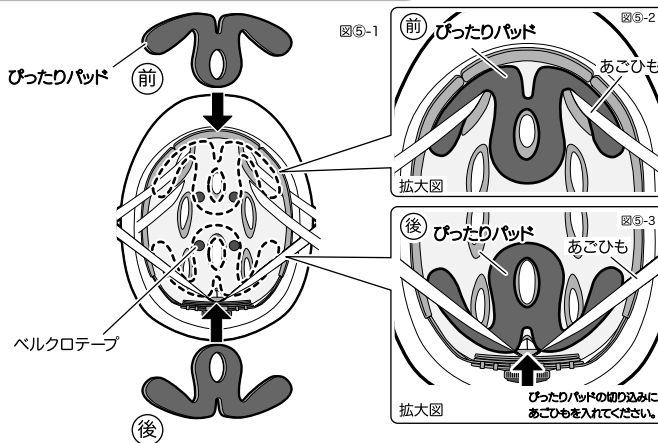 図⑤-1
ぴったりパッド
前
ベルクロテープ
後
前
図⑤-2
ぴったりパッド
あごひも
拡大図
後
図⑤-3
ぴったりパッド
あごひも
拡大図
ぴったりパッドの切り込みに
あごひもを入れてください。